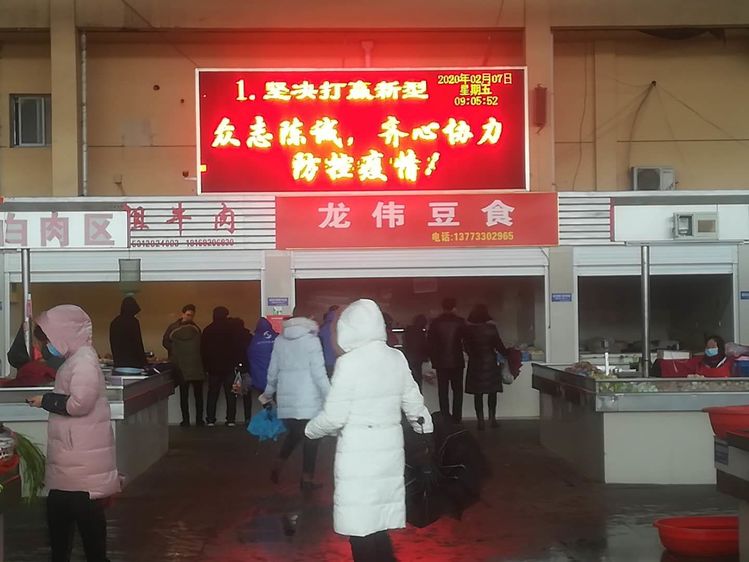 1.坚决打赢新型
2020年02月07日
星期五
09:05:52
众志陈诚，齐心协力
防控疫情！
白肉区
牛肉
龙伟豆食
电话:13773302965